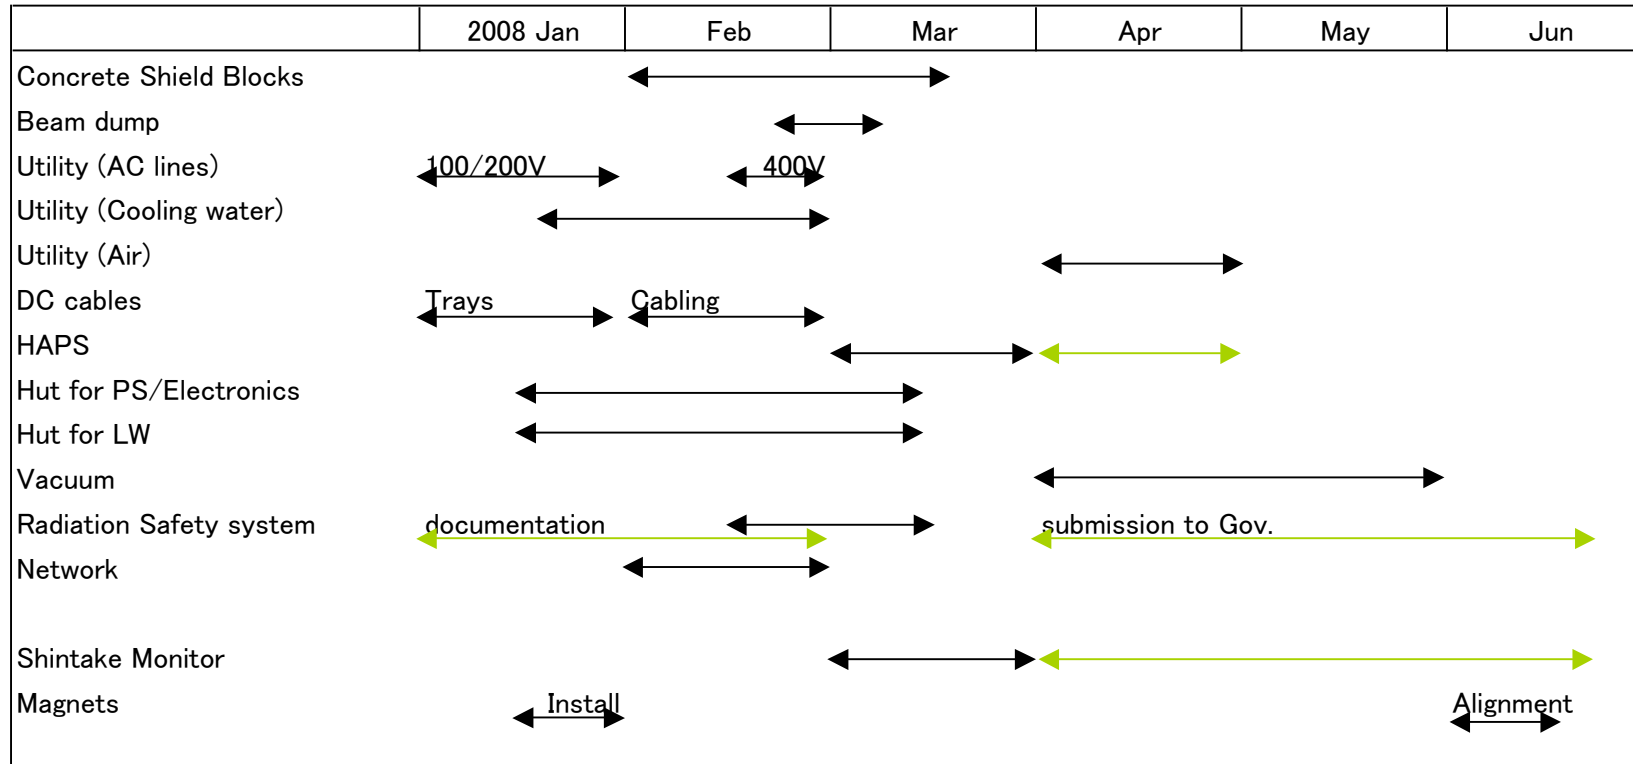 2008 Jan Feb Mar Apr May Jun
Concrete Shield Blocks
Beam dump
Utility (AC lines) 100/200V 400V
Utility (Cooling water)
Utility (Air)
DC cables Trays Cabling
HAPS
Hut for PS/Electronics
Hut for LW
Vacuum
Radiation Safety system documentation submission to Gov.
Network
Shintake Monitor
Magnets Install Alignment